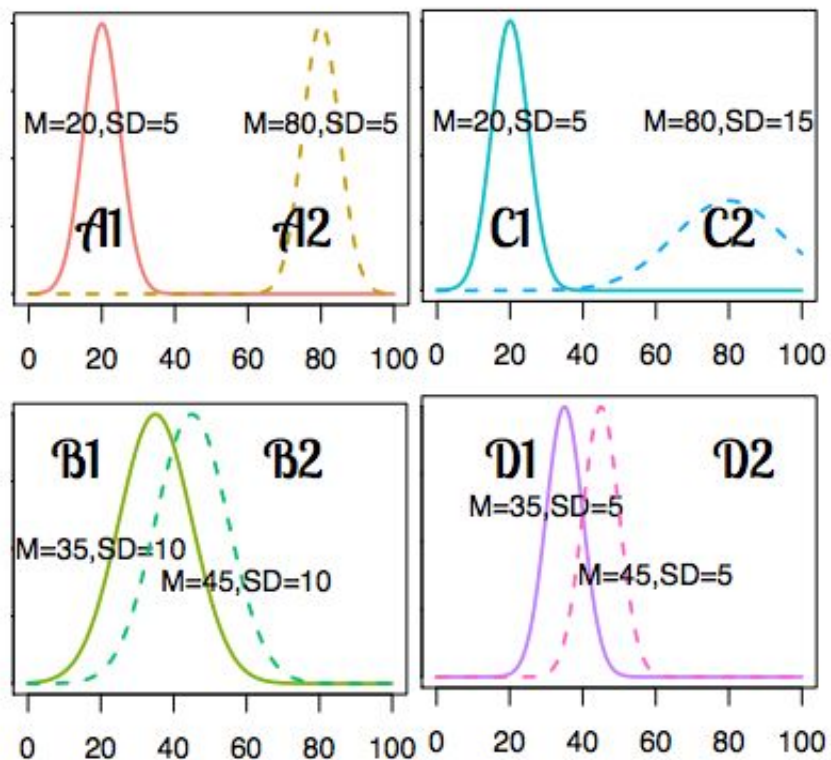 M=20,SD=5 M=80,SD=5
A1 A2
0 20 40 60 80 100
M=20,SD=5 M=80,SD=15
C1 C2
0 20 40 60 80 100
B1 B2
M=35,SD=10
M=45,SD=10
0 20 40 60 80 100
D1 D2
M=35,SD=5
M=45,SD=5
0 20 40 60 80 100